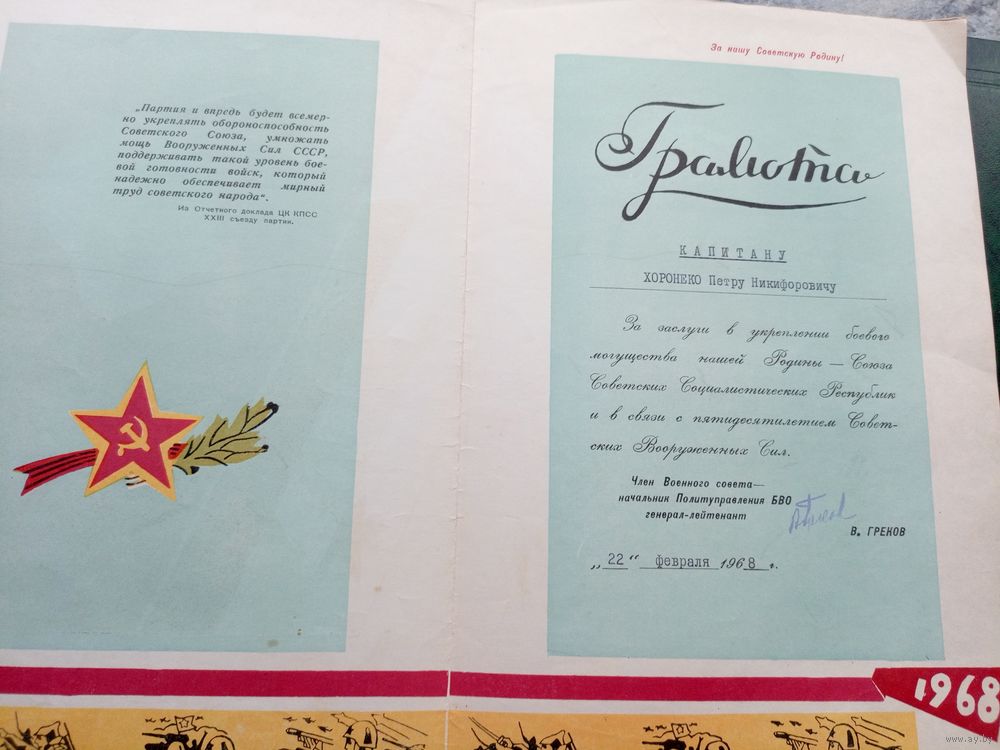 „Партия и впредь будет всемер-
но укреплять обороноспособность
Советского Союза, умножать
мощь Вооруженных Сил СССР,
поддерживать такой уровень бое-
вой готовности войск, который
надежно обеспечивает мирный
труд советского народа“.
Из Отчетного доклада ЦК КПСС
XXIII съезду партии.
За нашу Советскую Родину!
Грамота
КАПИТАНУ
ХОРОНЕКО Петру Никифоровичу
За заслуги в укреплении боевого
могущества нашей Родины — Союза
Советских Социалистических Республик
и в связи с пятидесятилетием Совет-
ских Вооруженных Сил.
Член Военного совета—
начальник Политуправления БВО
генерал-лейтенант
В. ГРЕКОВ
„22“ февраля 1968 г.
1968